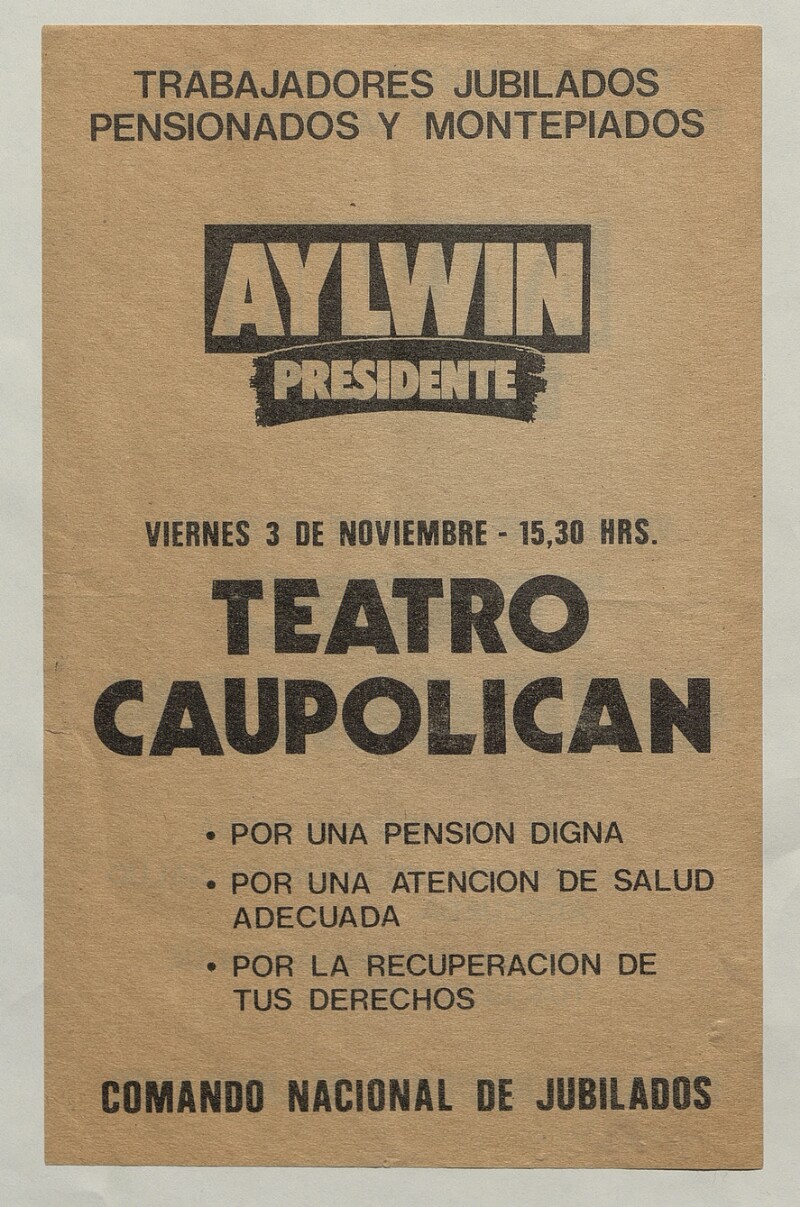 TRABAJADORES JUBILADOS
PENSIONADOS Y MONTEPIADOS
AYLWIN
PRESIDENTE
VIERNES 3 DE NOVIEMBRE - 15,30 HRS.
TEATRO
CAUPOLICAN
• POR UNA PENSION DIGNA
• POR UNA ATENCION DE SALUD
ADECUADA
• POR LA RECUPERACION DE
TUS DERECHOS
COMANDO NACIONAL DE JUBILADOS